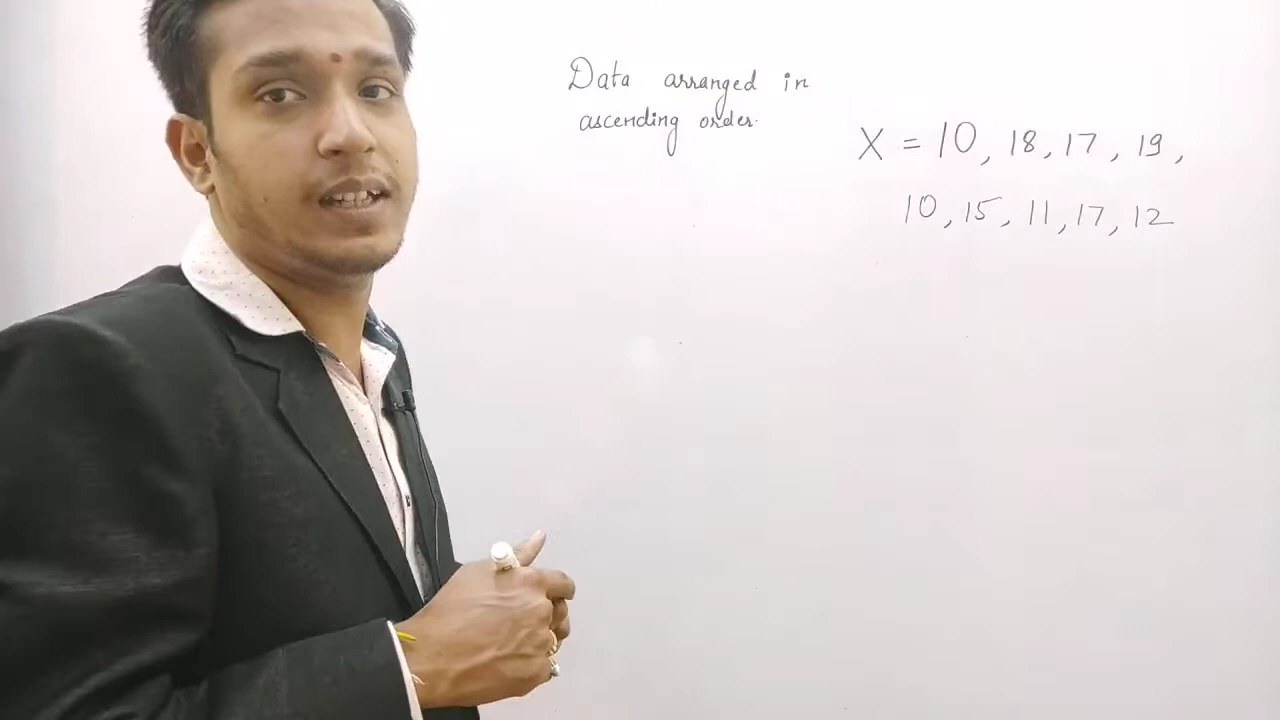 Data arranged in
ascending order.
X = 10, 18, 17, 19,
10, 15, 11, 17, 12